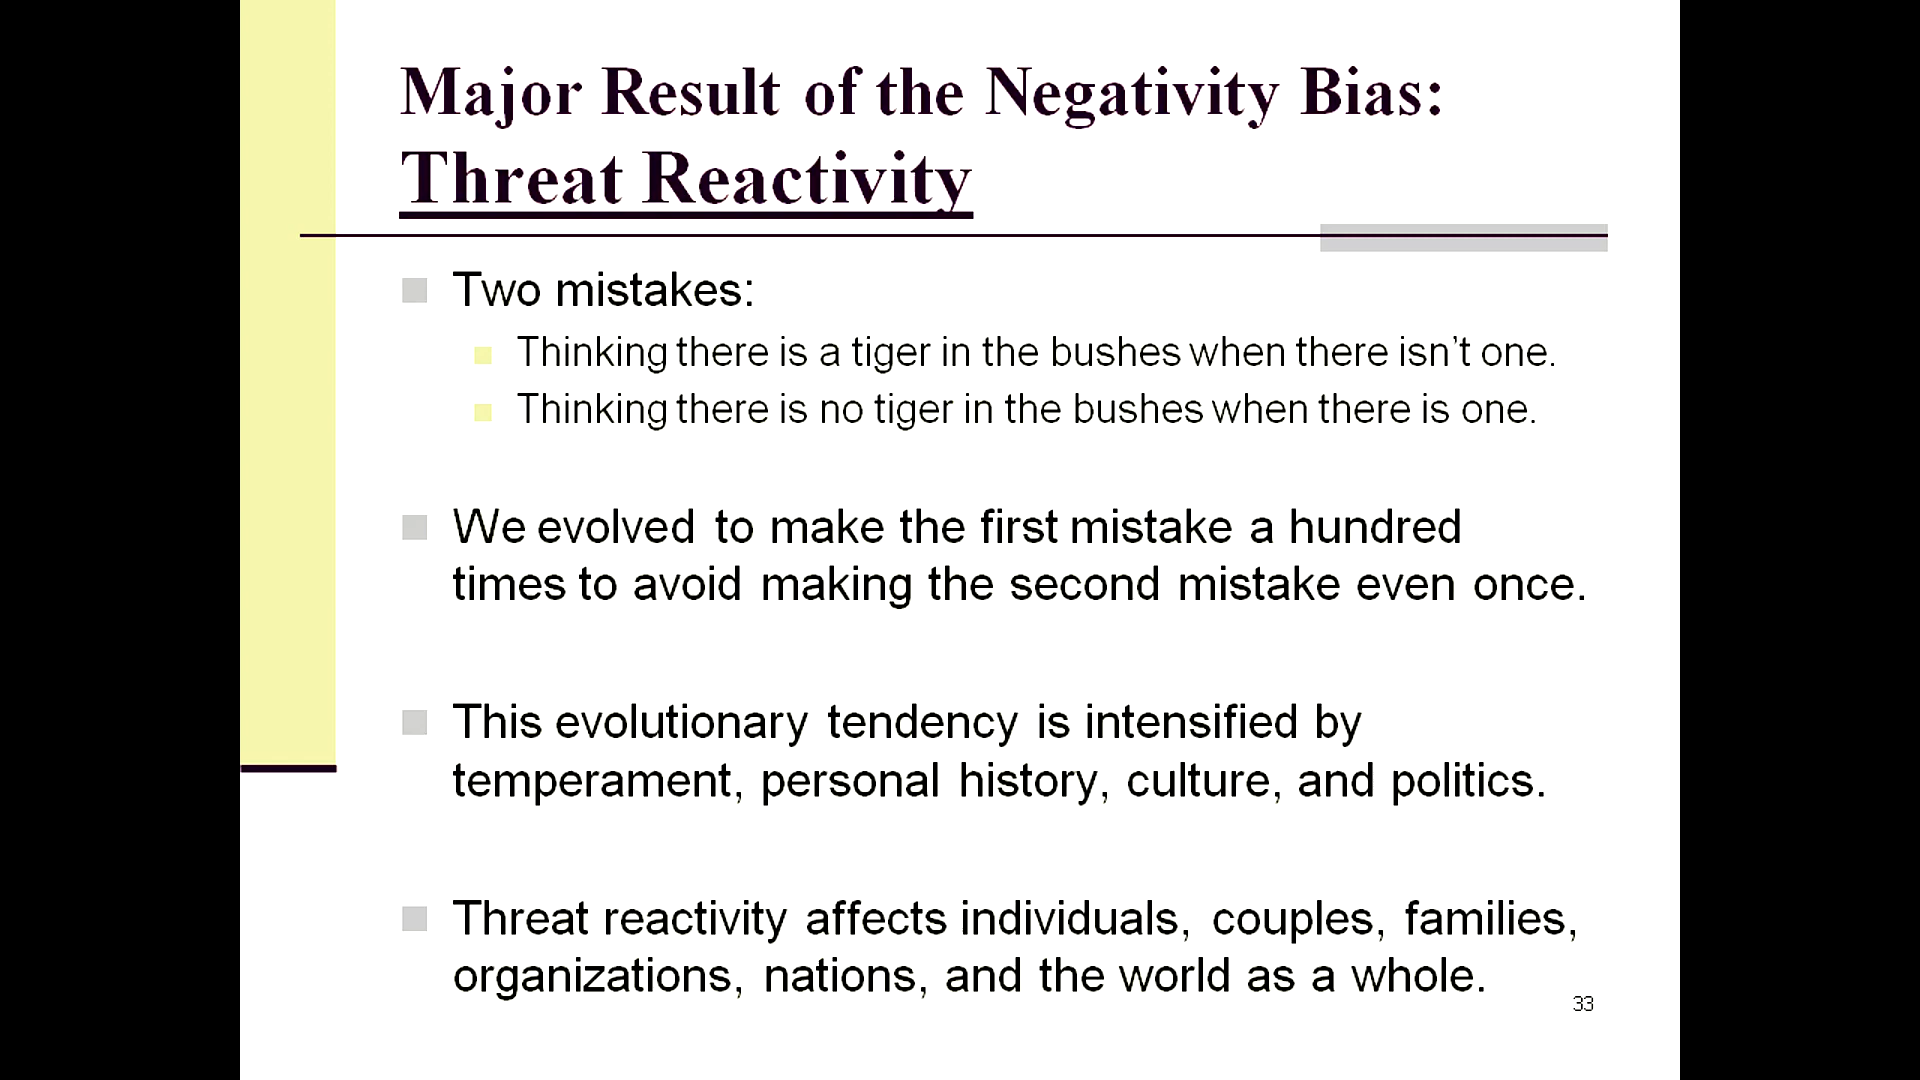 Major Result of the Negativity Bias:
Threat Reactivity
Two mistakes:
Thinking there is a tiger in the bushes when there isn’t one.
Thinking there is no tiger in the bushes when there is one.
We evolved to make the first mistake a hundred
times to avoid making the second mistake even once.
This evolutionary tendency is intensified by
temperament, personal history, culture, and politics.
Threat reactivity affects individuals, couples, families,
organizations, nations, and the world as a whole.
33